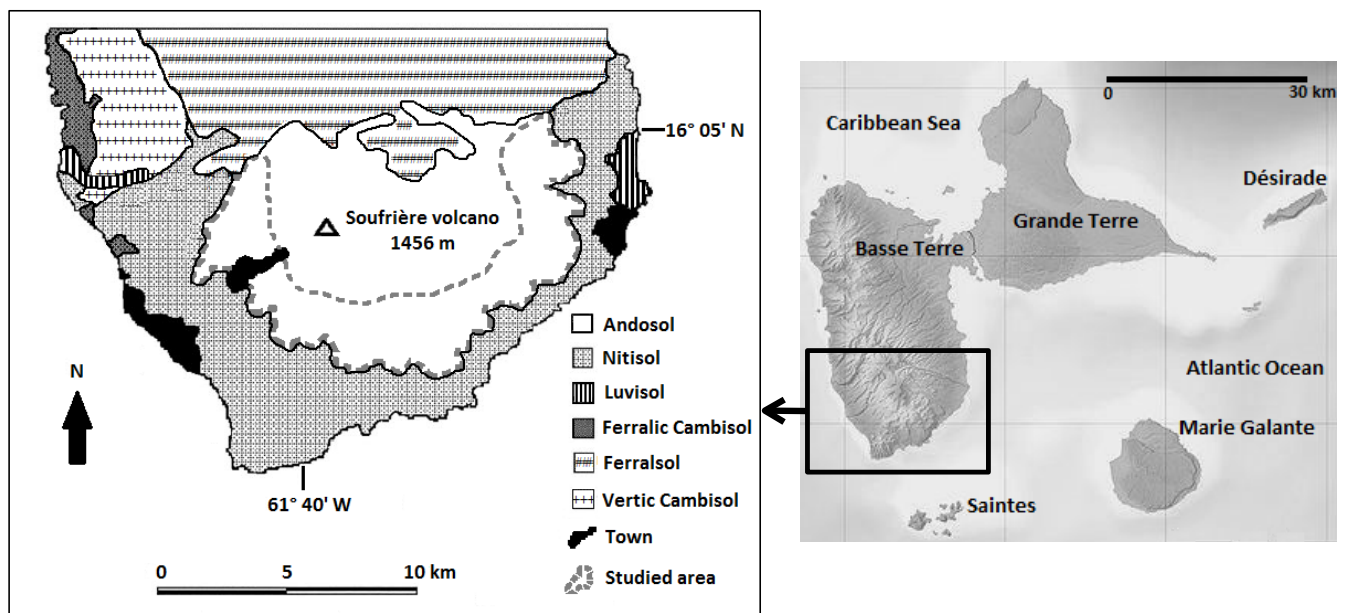 16° 05' N
Soufrière volcano
1456 m
N
61° 40' W
Andosol
Nitisol
Luvisol
Ferralic Cambisol
Ferralsol
Vertic Cambisol
Town
Studied area
0 5 10 km
0 30 km
Caribbean Sea
Désirade
Grande Terre
Basse Terre
Atlantic Ocean
Marie Galante
Saintes